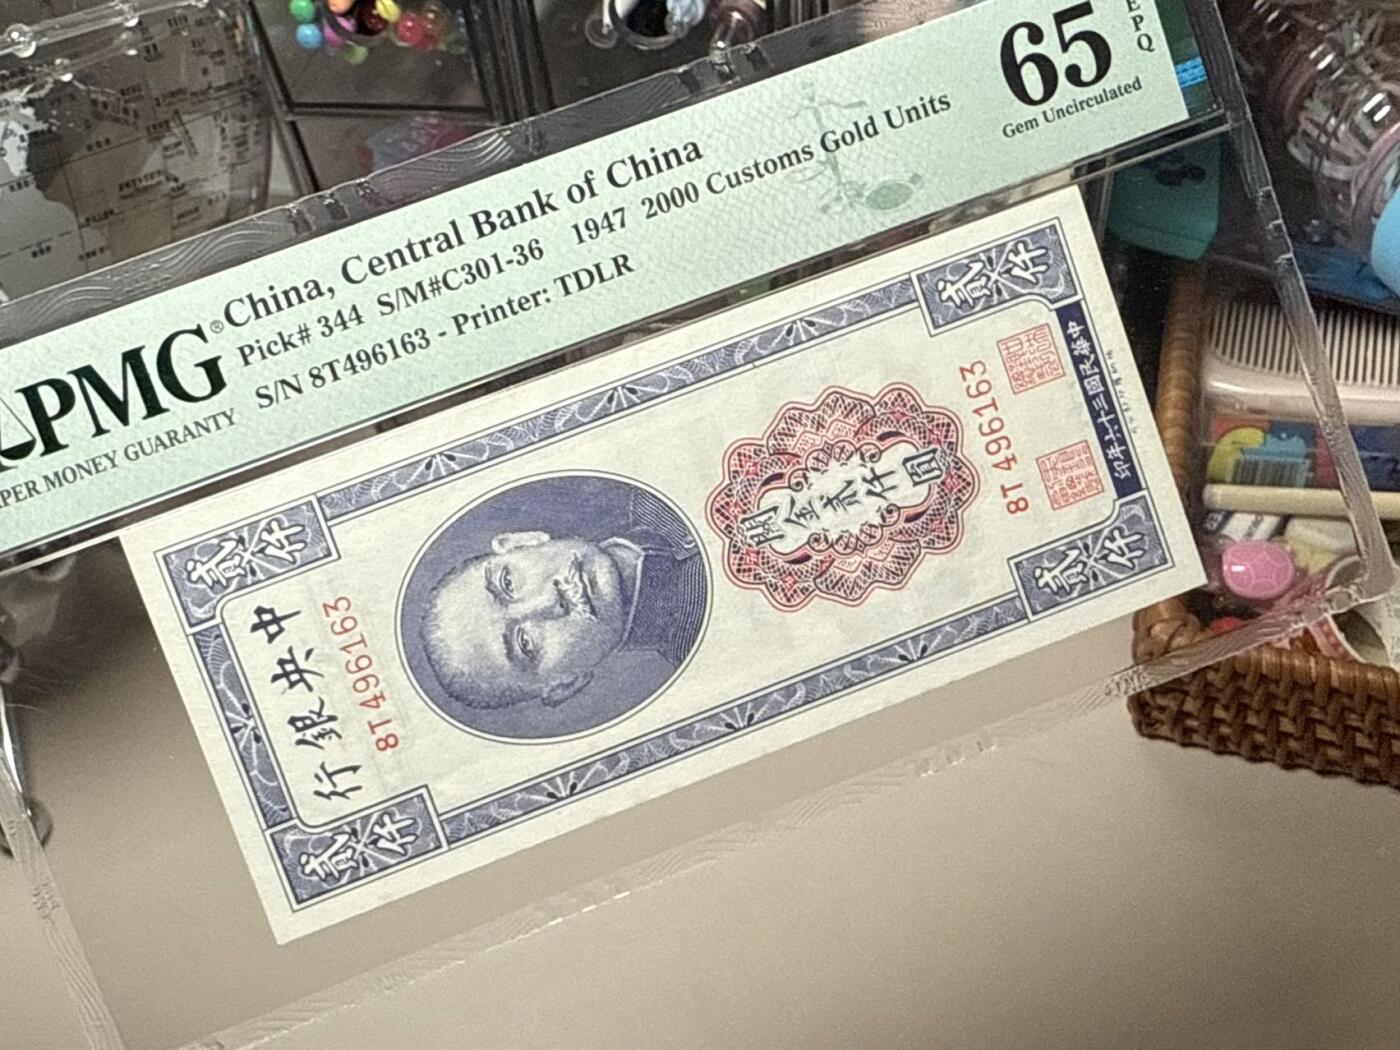 China, Central Bank of China
Pick# 344 S/M#C301-36 1947 2000 Customs Gold Units
S/N 8T496163 - Printer: TDLR
PMG®
PER MONEY GUARANTY
65
EPQ
Gem Uncirculated
中央銀行
8T 496163
關金貳仟圓
8T 496163
中華民國三十六年印
貳仟
貳仟
貳仟
貳仟